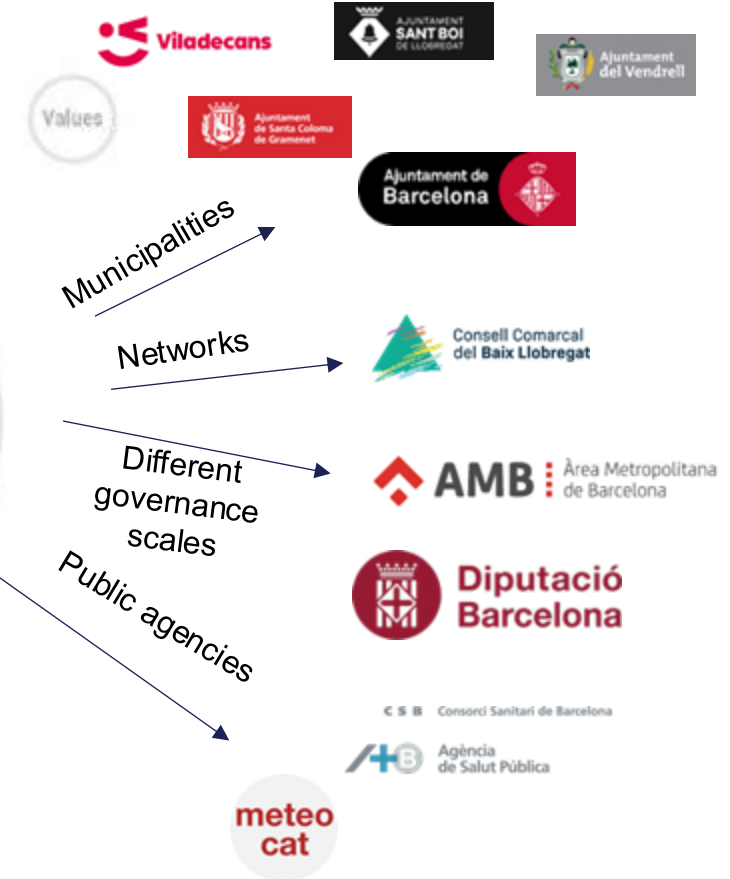 Viladecans
AJUNTAMENT
SANT BOI
DE LLOBREGAT
Ajuntament
del Vendrell
Values
Ajuntament
de Santa Coloma
de Gramenet
Ajuntament de
Barcelona
Municipalities
Networks
Consell Comarcal
del Baix Llobregat
Different
governance
scales
AMB
Àrea Metropolitana
de Barcelona
Public agencies
Diputació
Barcelona
CSB Consorci Sanitari de Barcelona
Agència
de Salut Pública
meteo
cat